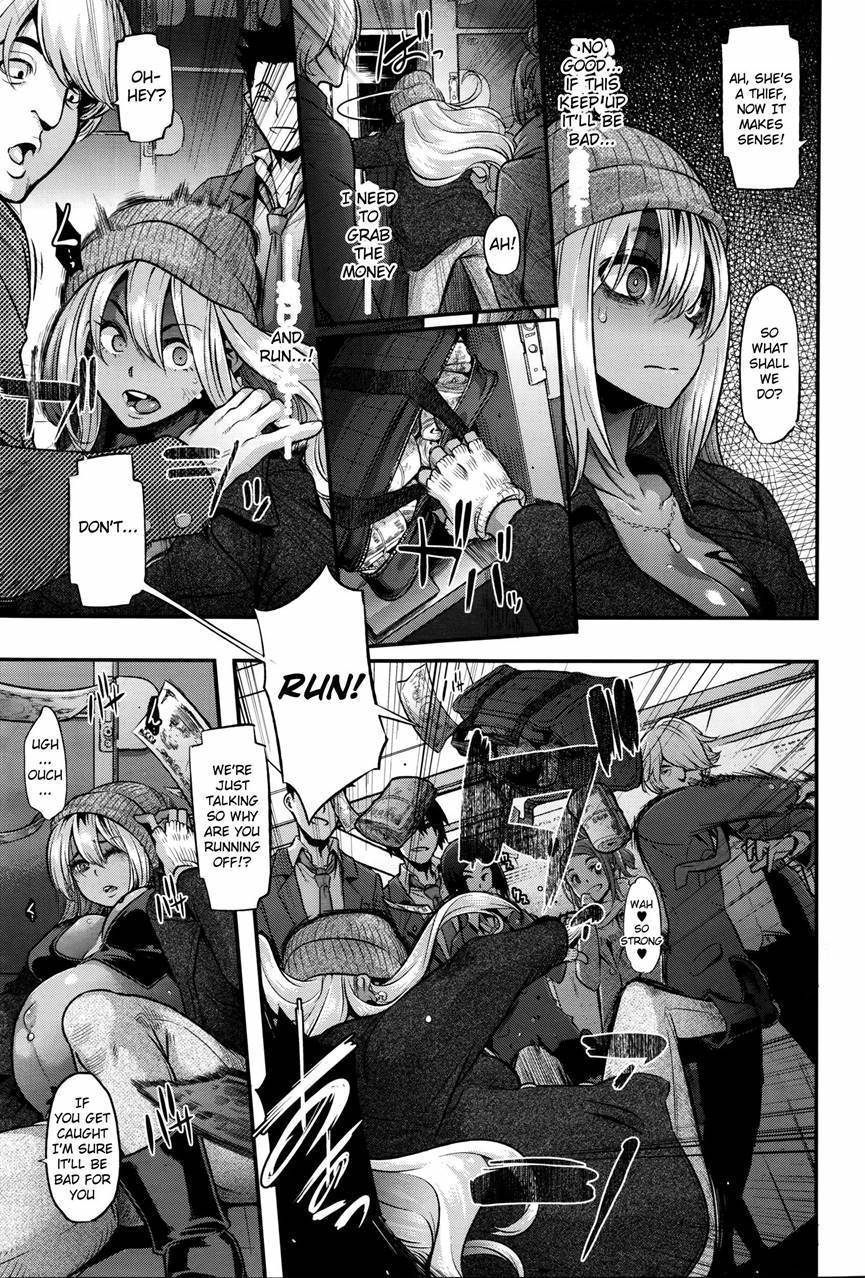 AH, SHE'S
A THIEF,
NOW IT
MAKES
SENSE!
SO
WHAT
SHALL
WE
DO?
NO
GOOD...
IF THIS
KEEP UP
IT'LL BE
BAD...
I NEED
TO
GRAB
THE
MONEY
AH!
OH-
HEY?
AND
RUN...!
DON'T...
RUN!
WAH
♥
SO
STRONG
♥
WE'RE
JUST
TALKING
SO WHY
ARE YOU
RUNNING
OFF!?
UGH
...
OUCH...
IF
YOU GET
CAUGHT
I'M SURE
IT'LL BE
BAD FOR
YOU